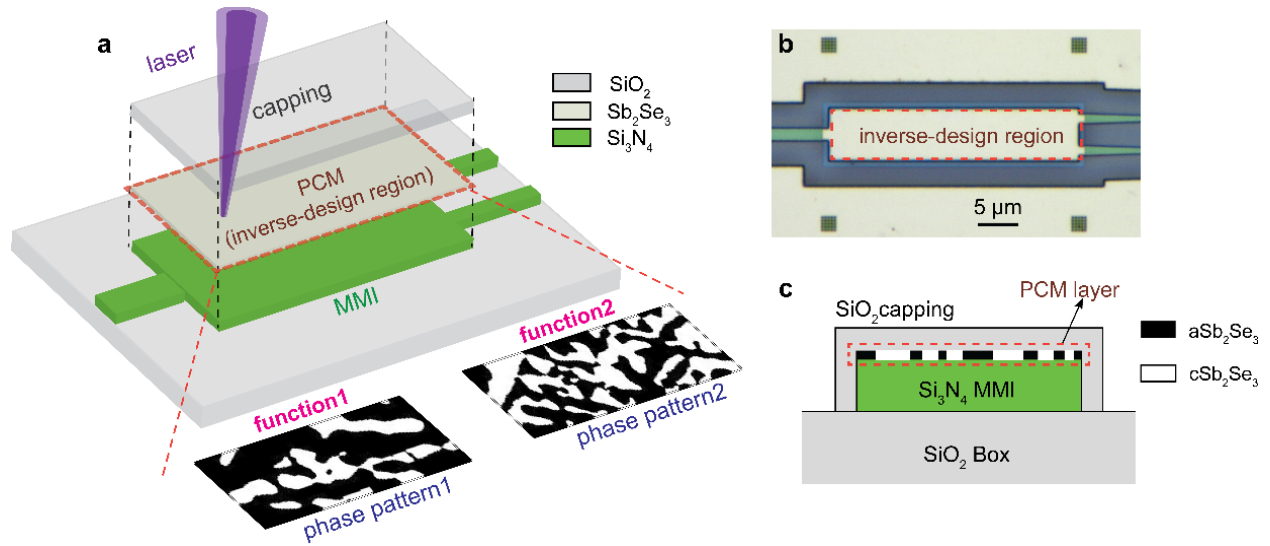 a
laser
capping
SiO₂
Sb₂Se₃
Si₃N₄
PCM
(inverse-design region)
MMI
function1
phase pattern1
function2
phase pattern2
b
inverse-design region
5 μm
c
PCM layer
SiO₂capping
aSb₂Se₃
cSb₂Se₃
Si₃N₄ MMI
SiO₂ Box